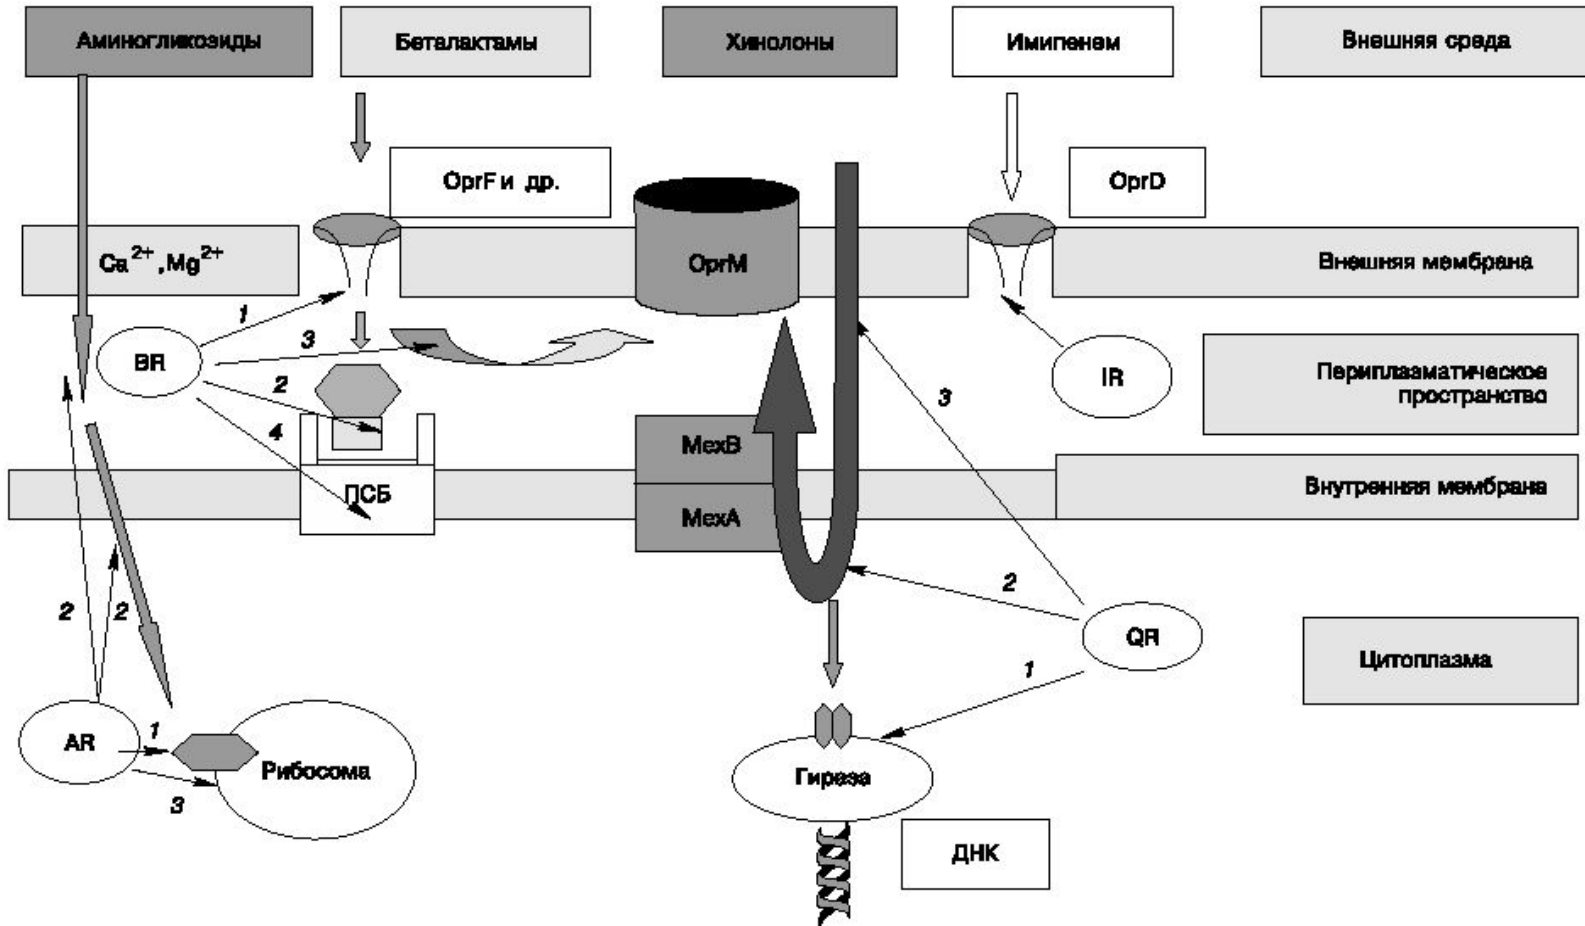 Аминогликозиды
Беталактамы
Хинолоны
Имипенем
Внешняя среда
OprF и др.
OprD
Ca2+,Mg2+
OprM
Внешняя мембрана
1
BR
3
2
4
IR
3
Периплазматическое
пространство
MexB
ПСБ
MexA
Внутренняя мембрана
2
2
2
QR
1
Цитоплазма
AR
1
3
Рибосома
Гираза
ДНК